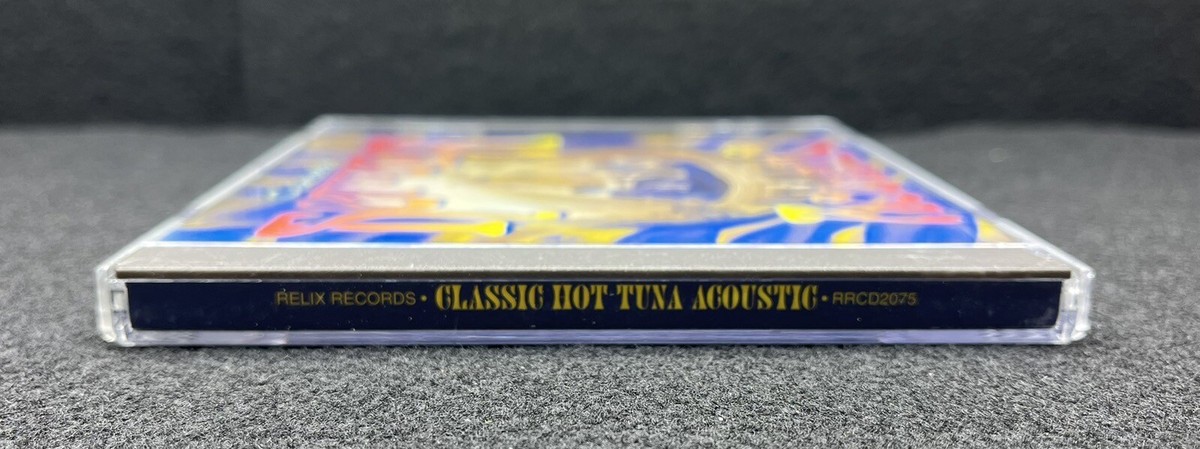 RELIX RECORDS • CLASSIC HOT TUNA ACOUSTIC • RRCD2075